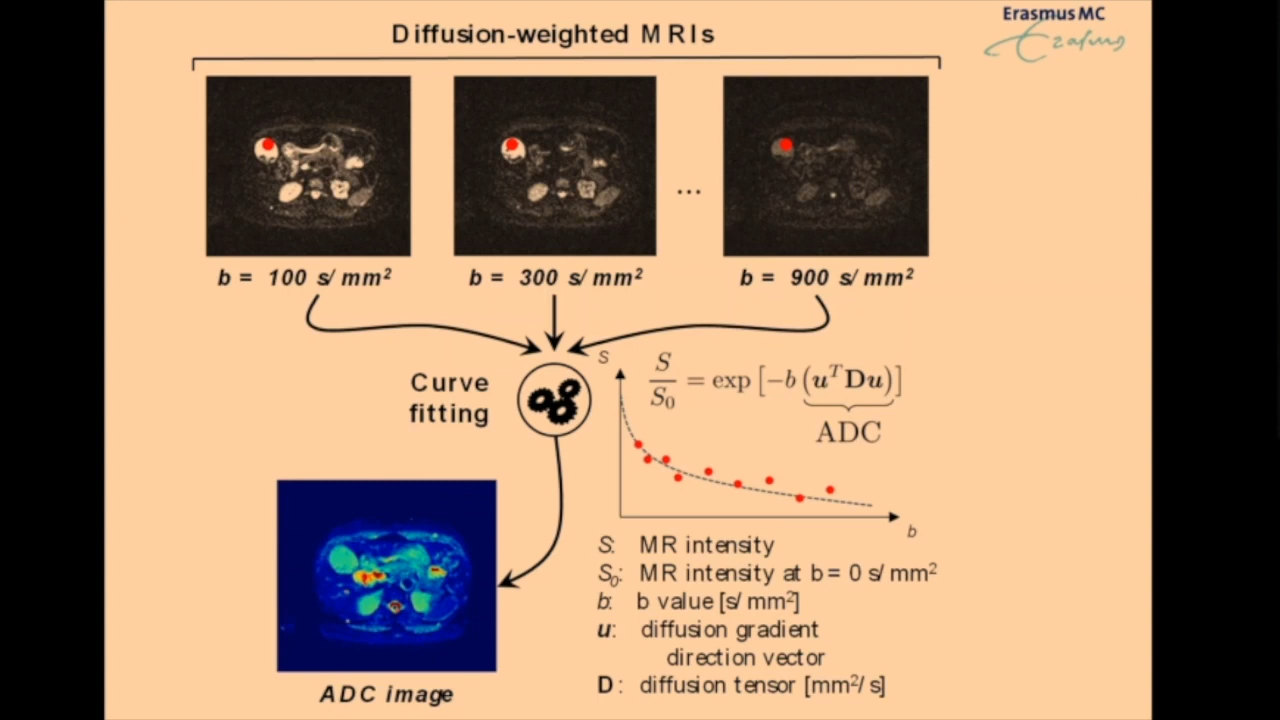 Erasmus MC
Erasmus
Diffusion-weighted MRIs
...
b = 100 s/mm²
b = 300 s/mm²
b = 900 s/mm²
Curve
fitting
S
S/S₀ = exp [−b (uᵀDu)]
ADC
b
S: MR intensity
S₀: MR intensity at b = 0 s/mm²
b: b value [s/mm²]
u: diffusion gradient
direction vector
D: diffusion tensor [mm²/s]
ADC image